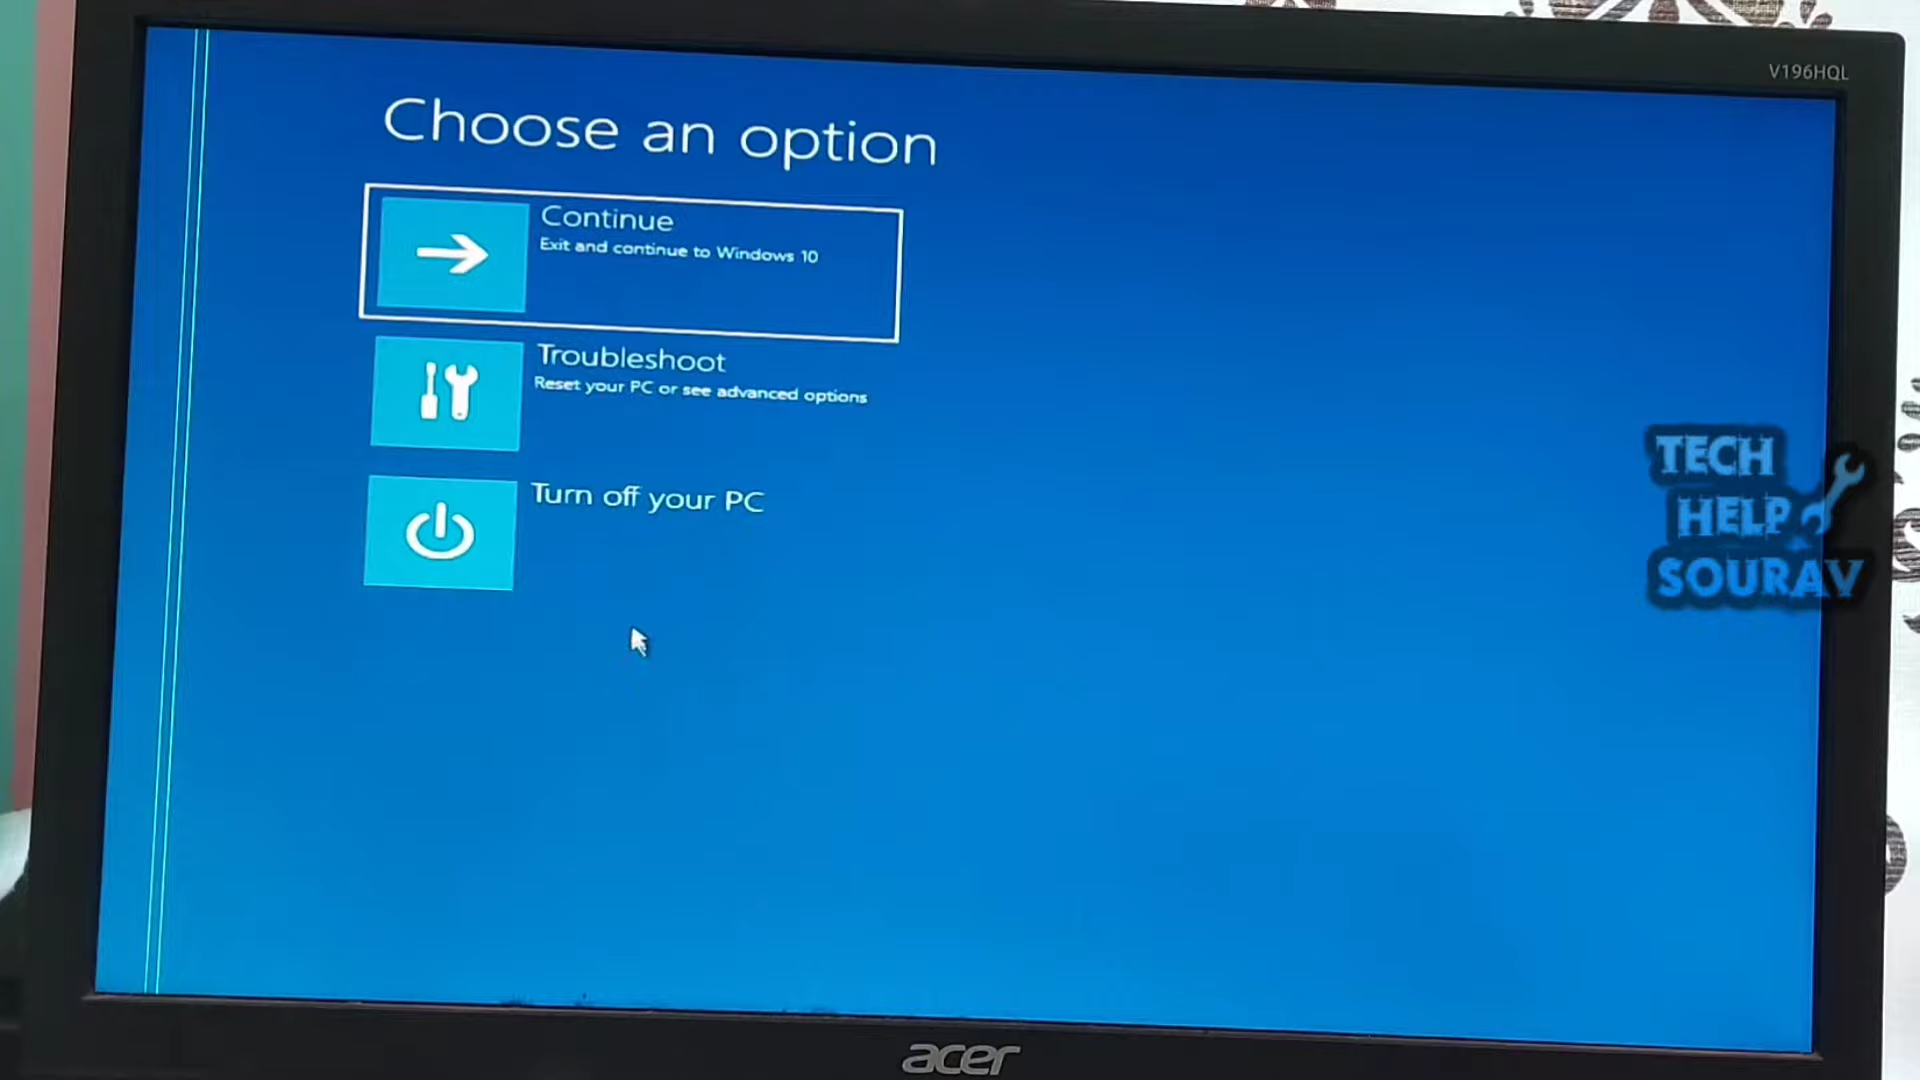 V196HQL
Choose an option
Continue
Exit and continue to Windows 10
Troubleshoot
Reset your PC or see advanced options
Turn off your PC
TECH
HELP
SOURAV
acer